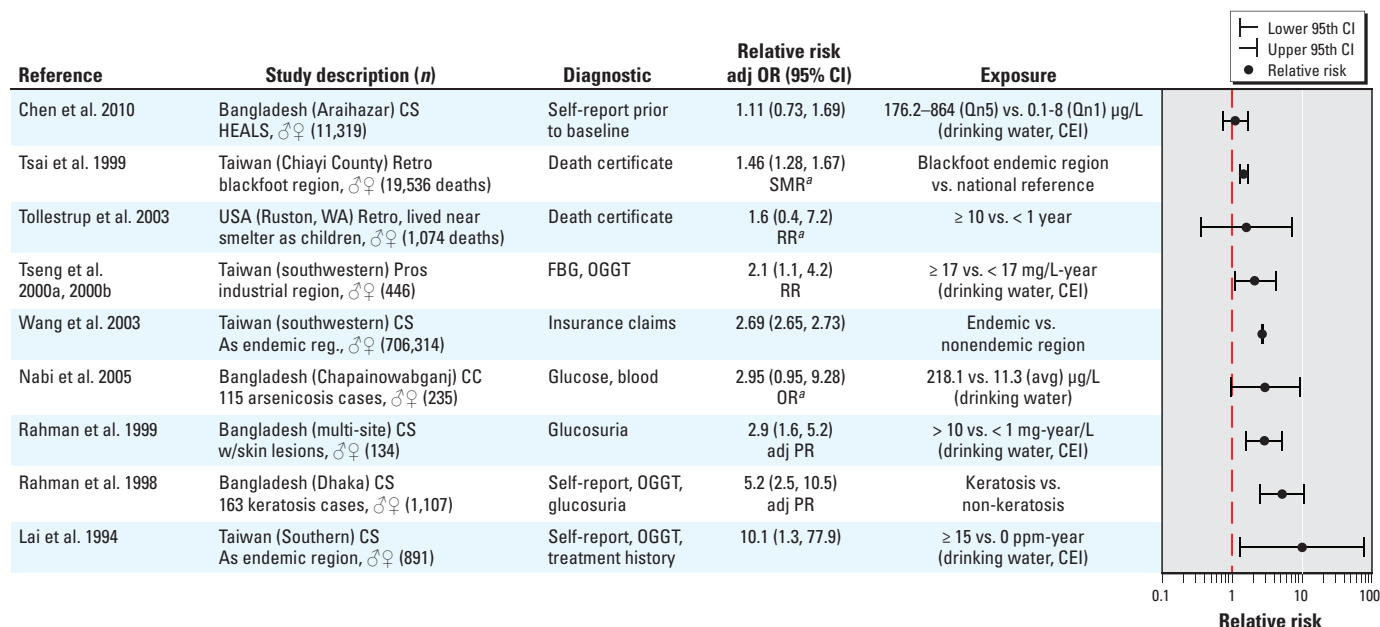 Lower 95th CI
Upper 95th CI
Relative risk
Reference
Study description (n)
Diagnostic
Relative risk
adj OR (95% CI)
Exposure
Chen et al. 2010
Bangladesh (Araihazar) CS
HEALS, ♂♀ (11,319)
Self-report prior
to baseline
1.11 (0.73, 1.69)
176.2–864 (Qn5) vs. 0.1-8 (Qn1) µg/L
(drinking water, CEI)
Tsai et al. 1999
Taiwan (Chiayi County) Retro
blackfoot region, ♂♀ (19,536 deaths)
Death certificate
1.46 (1.28, 1.67)
SMRa
Blackfoot endemic region
vs. national reference
Tollestrup et al. 2003
USA (Ruston, WA) Retro, lived near
smelter as children, ♂♀ (1,074 deaths)
Death certificate
1.6 (0.4, 7.2)
RRa
≥ 10 vs. < 1 year
Tseng et al.
2000a, 2000b
Taiwan (southwestern) Pros
industrial region, ♂♀ (446)
FBG, OGGT
2.1 (1.1, 4.2)
RR
≥ 17 vs. < 17 mg/L-year
(drinking water, CEI)
Wang et al. 2003
Taiwan (southwestern) CS
As endemic reg., ♂♀ (706,314)
Insurance claims
2.69 (2.65, 2.73)
Endemic vs.
nonendemic region
Nabi et al. 2005
Bangladesh (Chapainowabganj) CC
115 arsenicosis cases, ♂♀ (235)
Glucose, blood
2.95 (0.95, 9.28)
ORa
218.1 vs. 11.3 (avg) µg/L
(drinking water)
Rahman et al. 1999
Bangladesh (multi-site) CS
w/skin lesions, ♂♀ (134)
Glucosuria
2.9 (1.6, 5.2)
adj PR
> 10 vs. < 1 mg-year/L
(drinking water, CEI)
Rahman et al. 1998
Bangladesh (Dhaka) CS
163 keratosis cases, ♂♀ (1,107)
Self-report, OGGT,
glucosuria
5.2 (2.5, 10.5)
adj PR
Keratosis vs.
non-keratosis
Lai et al. 1994
Taiwan (Southern) CS
As endemic region, ♂♀ (891)
Self-report, OGGT,
treatment history
10.1 (1.3, 77.9)
≥ 15 vs. 0 ppm-year
(drinking water, CEI)
0.1 1 10 100
Relative risk